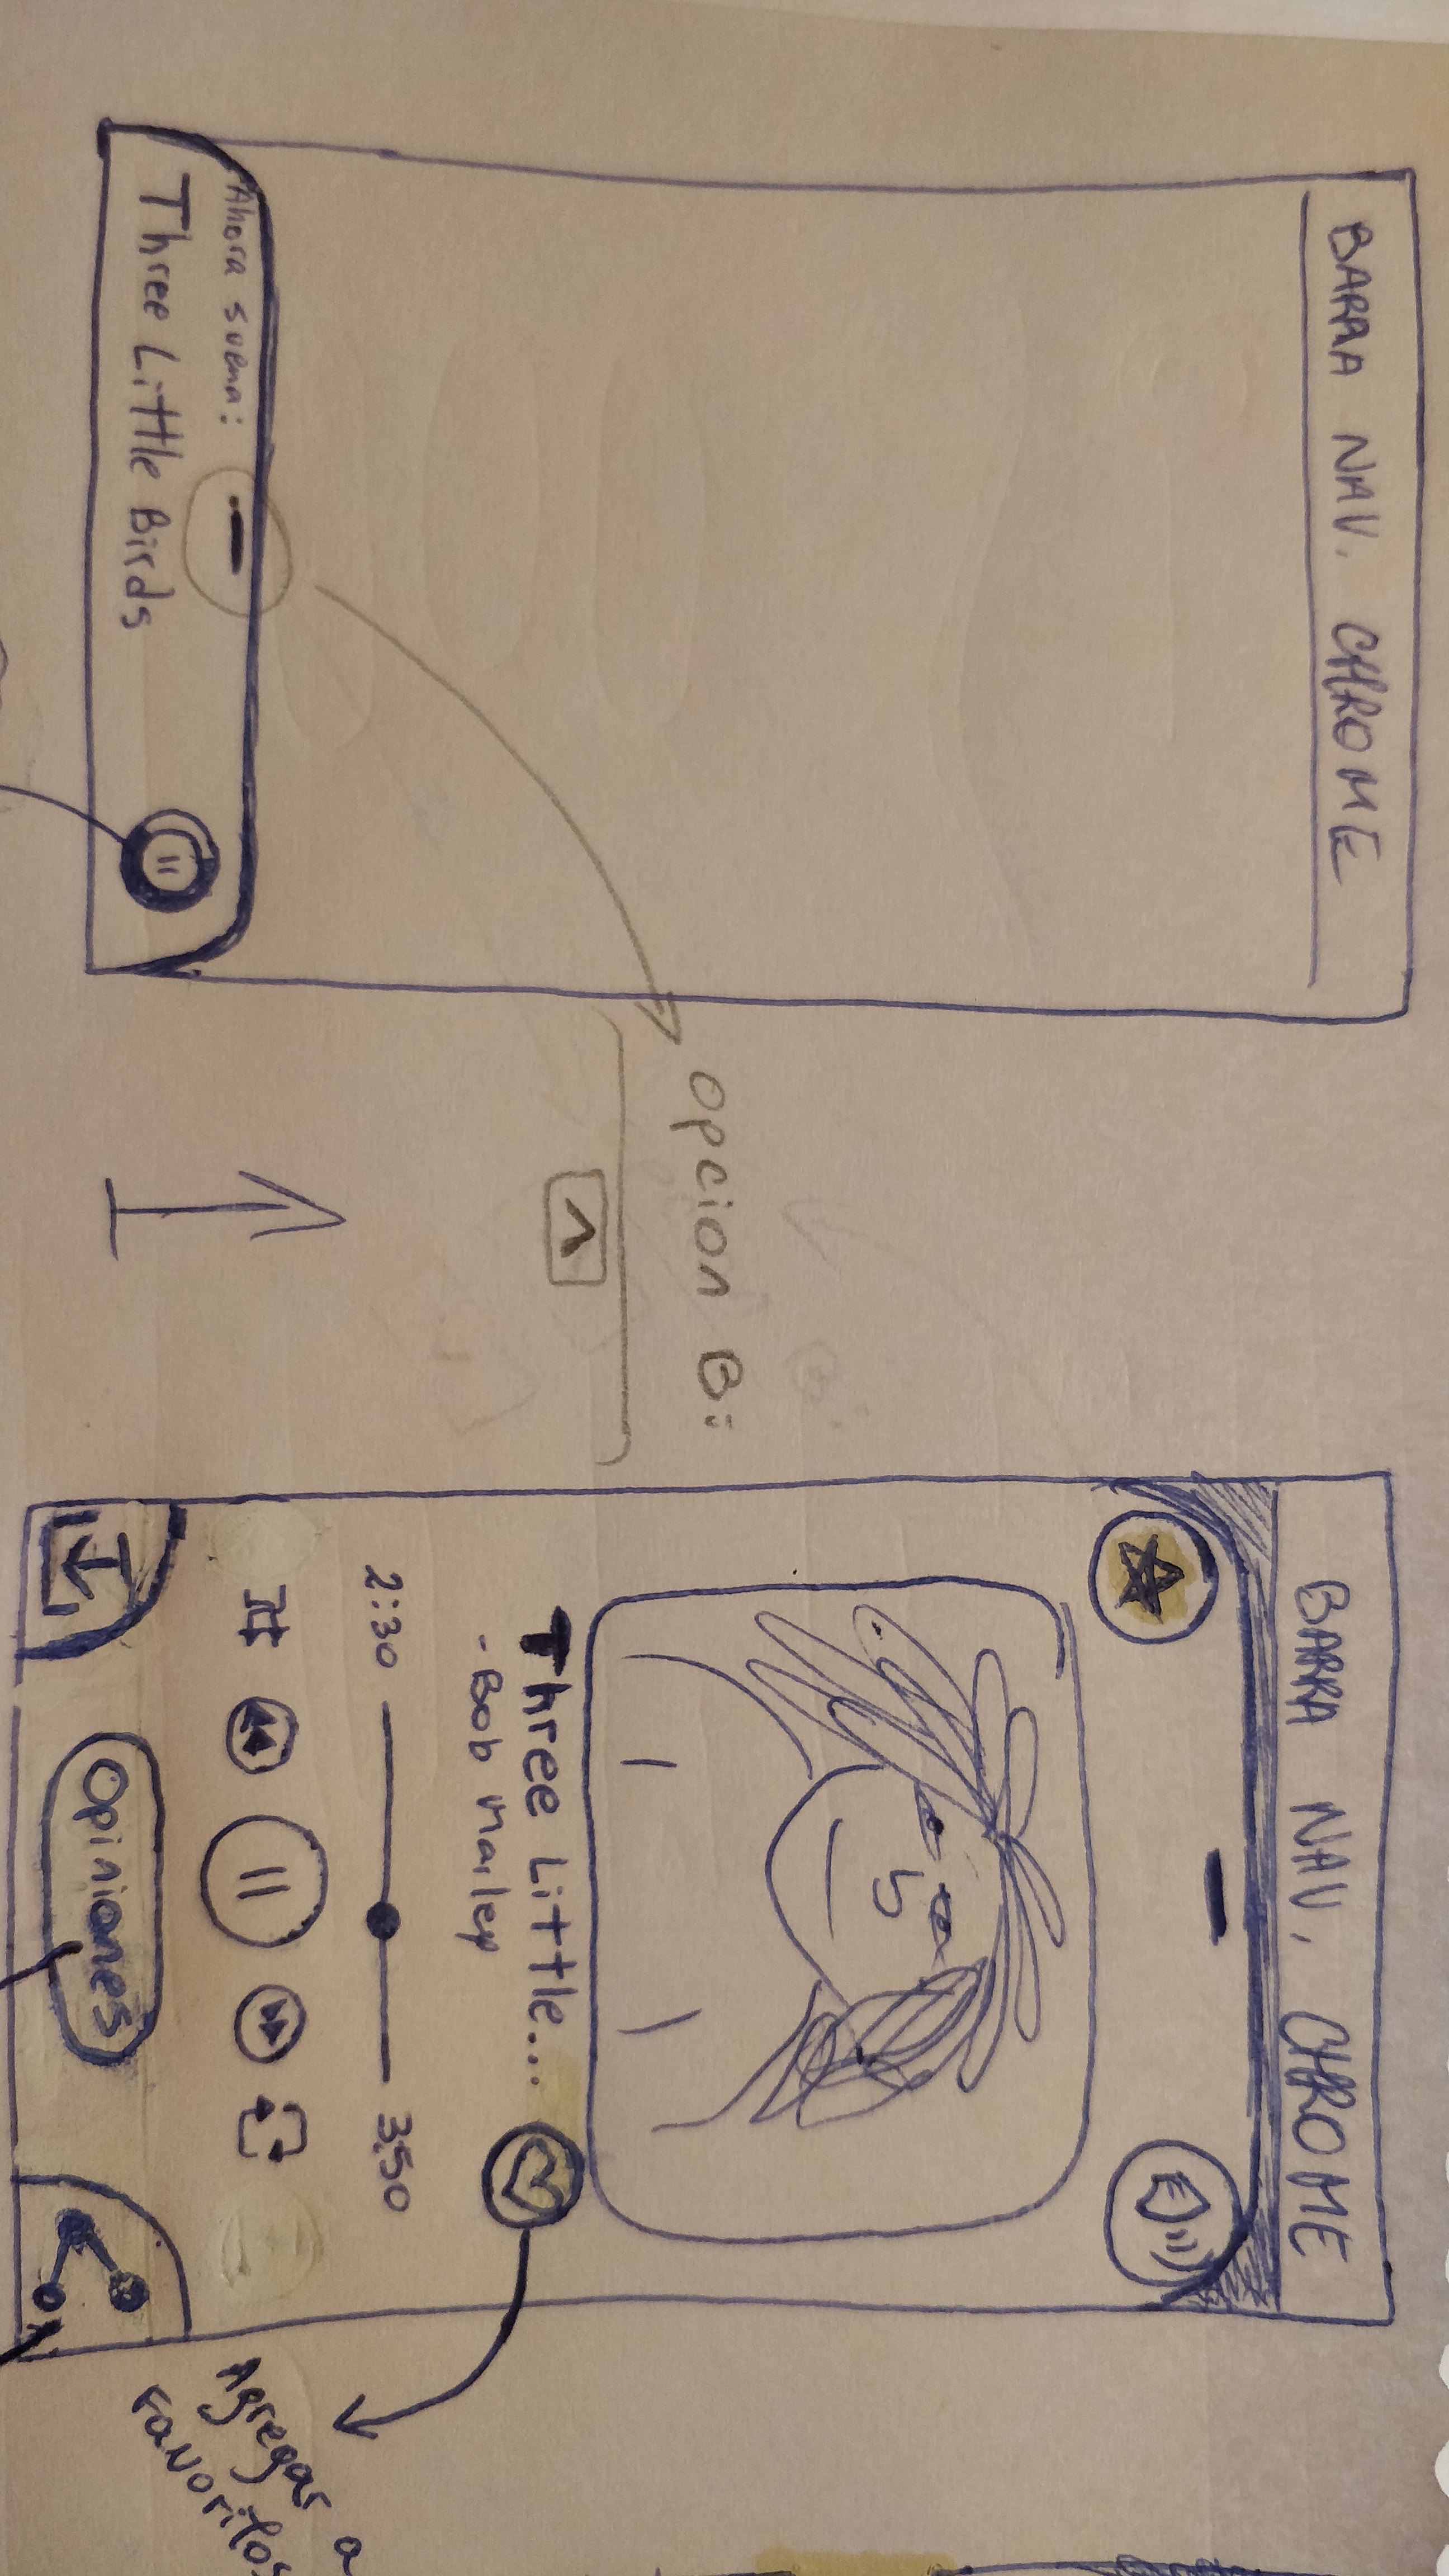 BARRA NAV. CHROME
Ahora suena:
Three Little Birds
opcion B:
BARRA NAV. CHROME
Three Little...
- Bob Marley
2:30
3:50
Opiniones
Agregar a
Favoritos